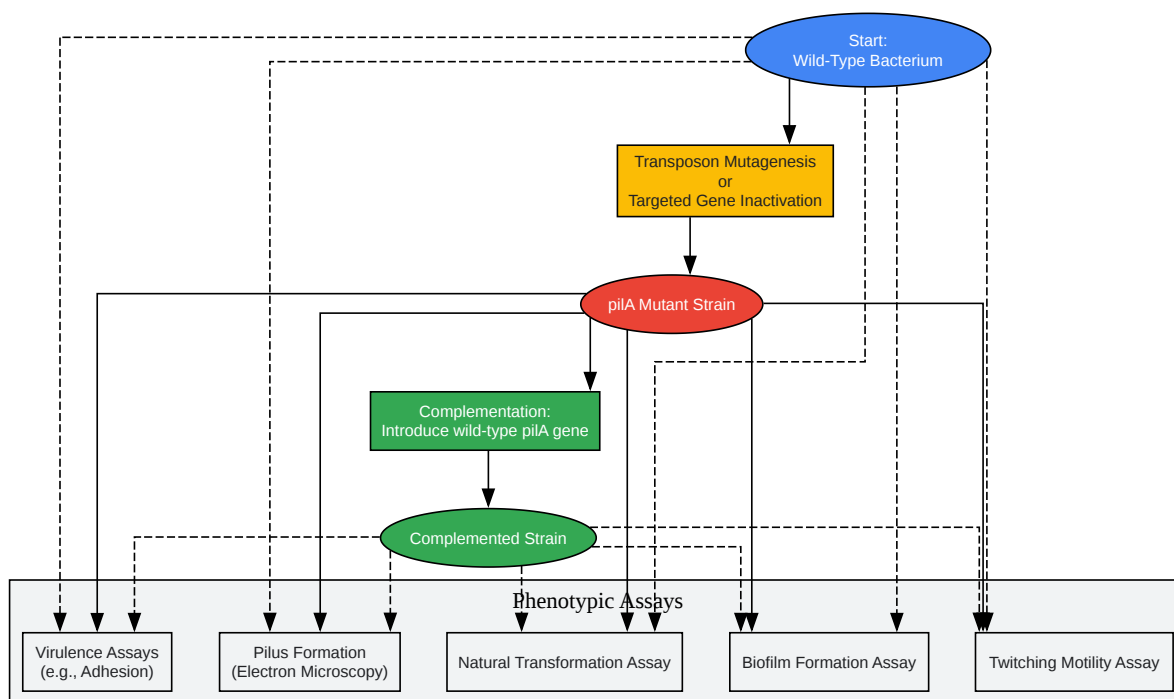 Start:
Wild-Type Bacterium
Transposon Mutagenesis
or
Targeted Gene Inactivation
pilA Mutant Strain
Complementation:
Introduce wild-type pilA gene
Complemented Strain
Phenotypic Assays
Virulence Assays
(e.g., Adhesion)
Pilus Formation
(Electron Microscopy)
Natural Transformation Assay
Biofilm Formation Assay
Twitching Motility Assay